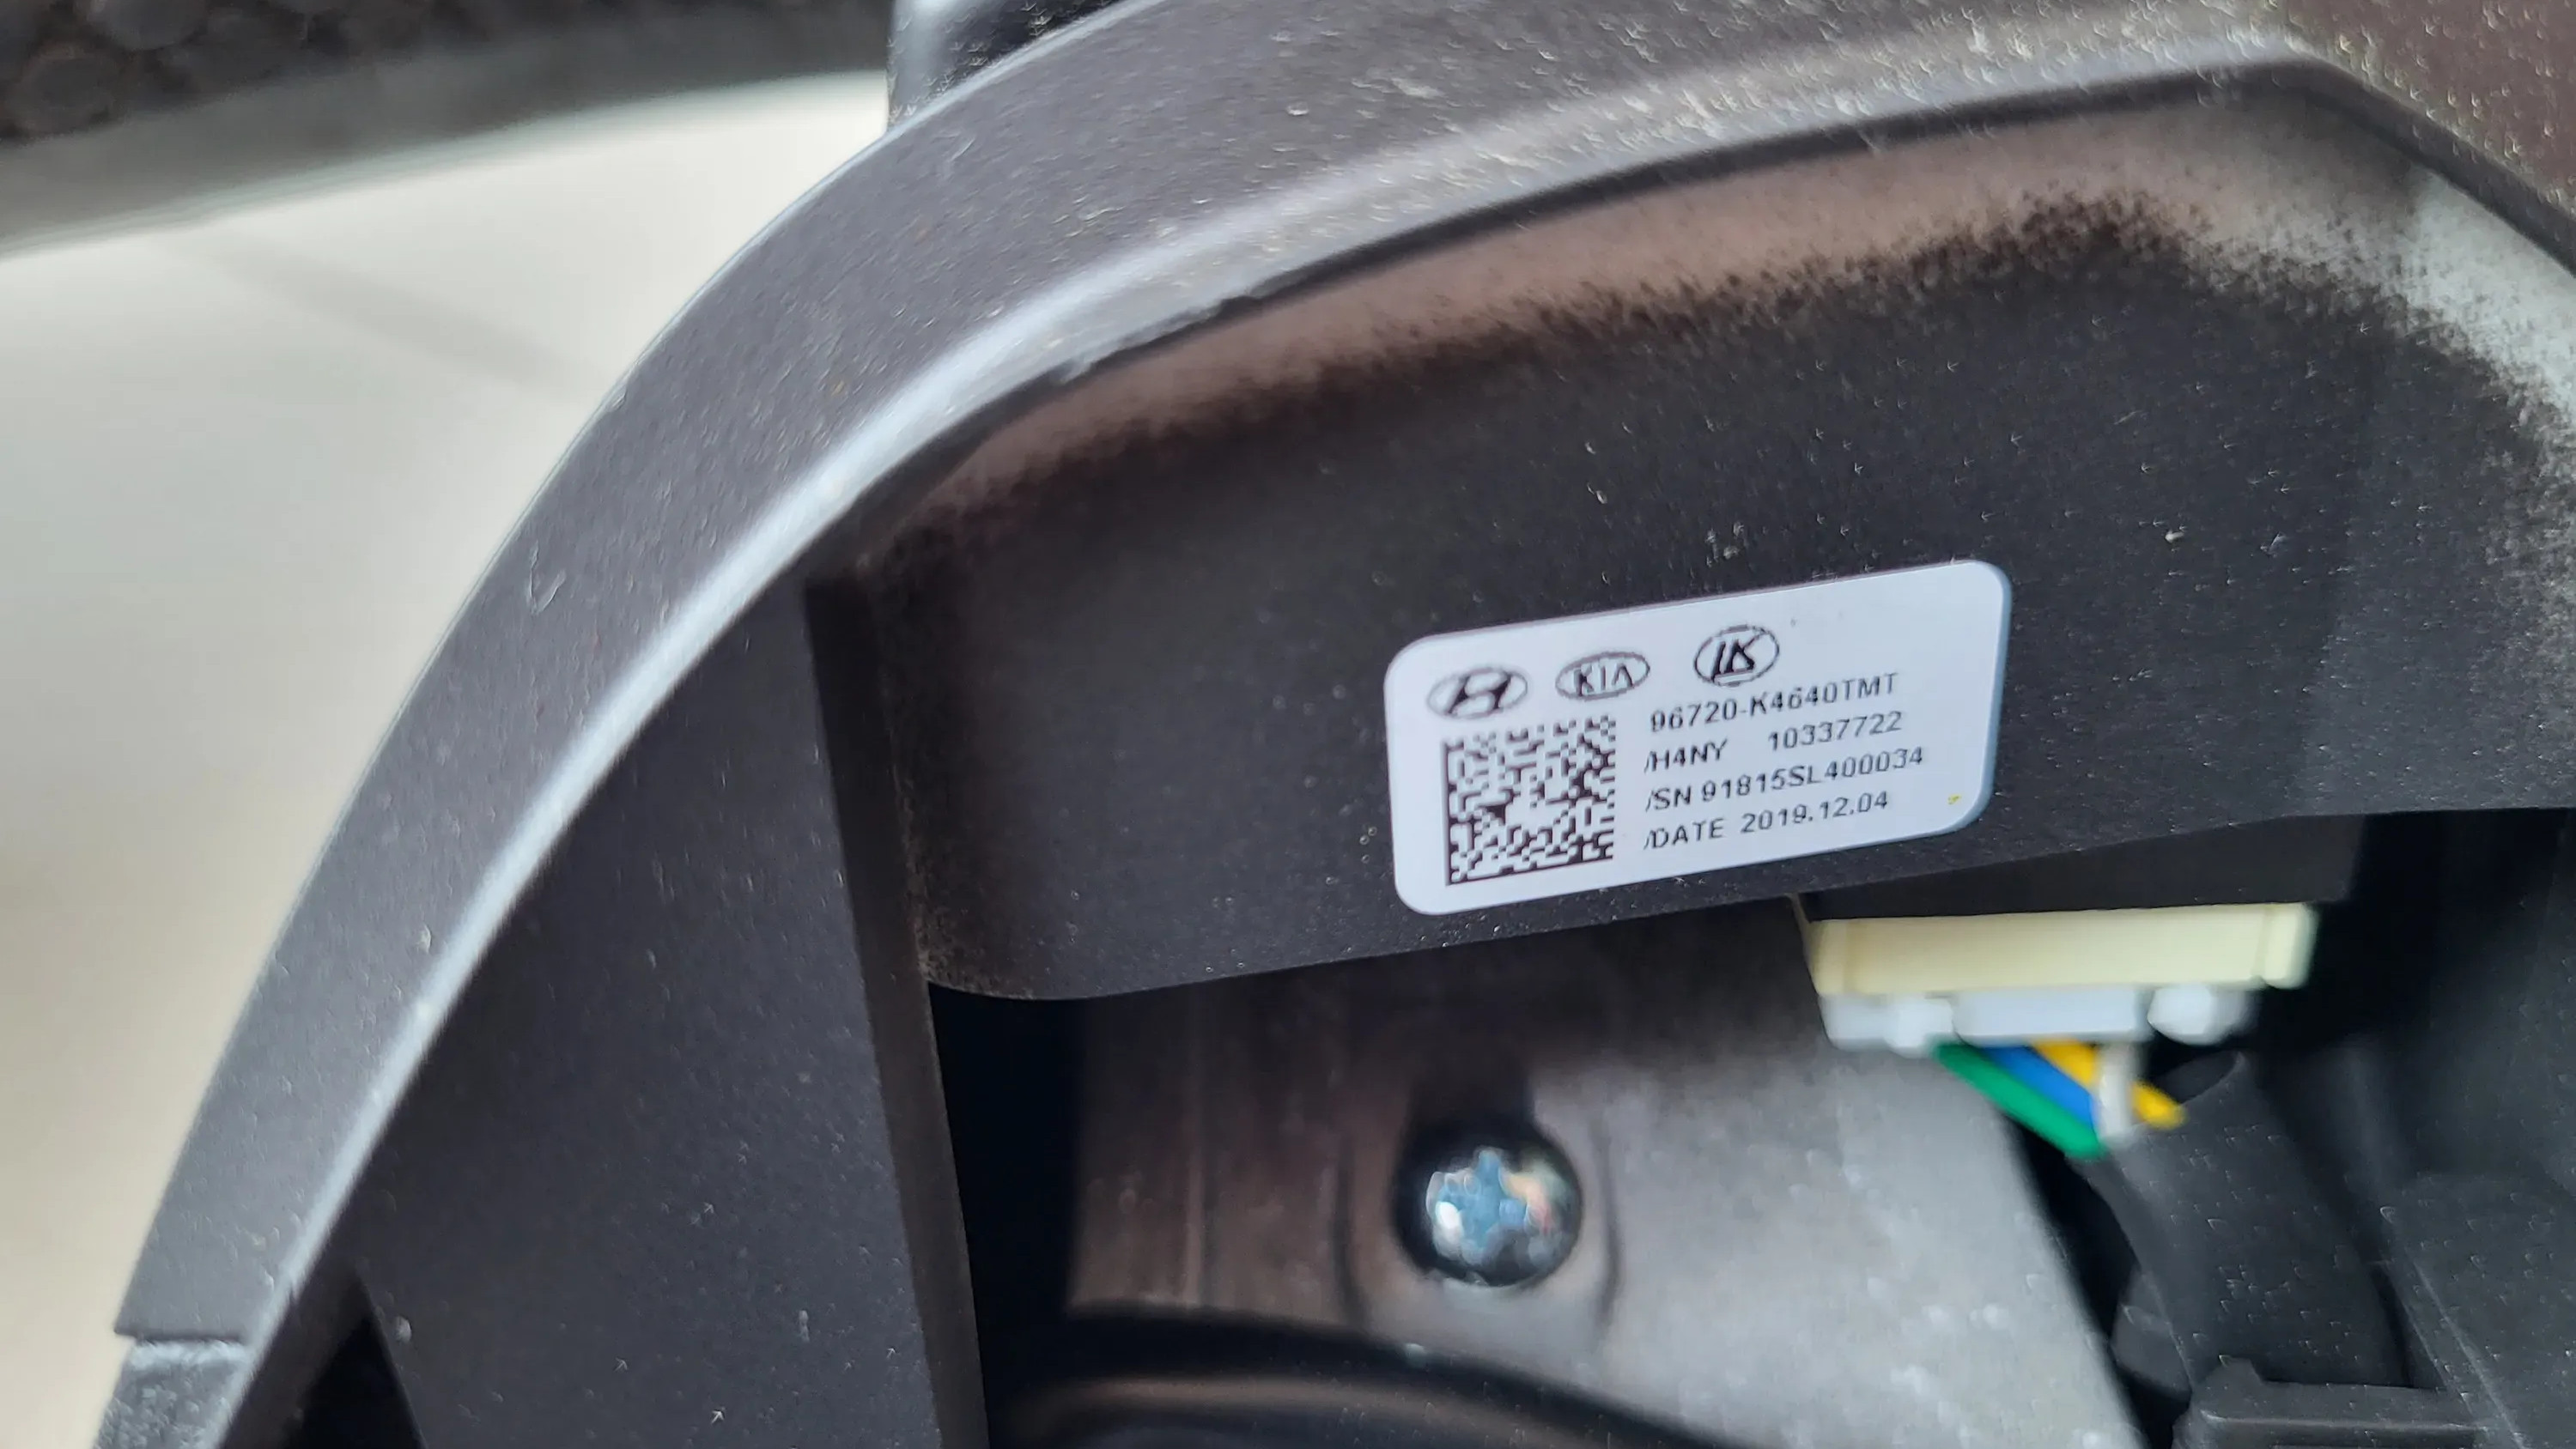 KIA
96720-K4640TMT
/H4NY 10337722
/SN 91815SL400034
/DATE 2019.12.04